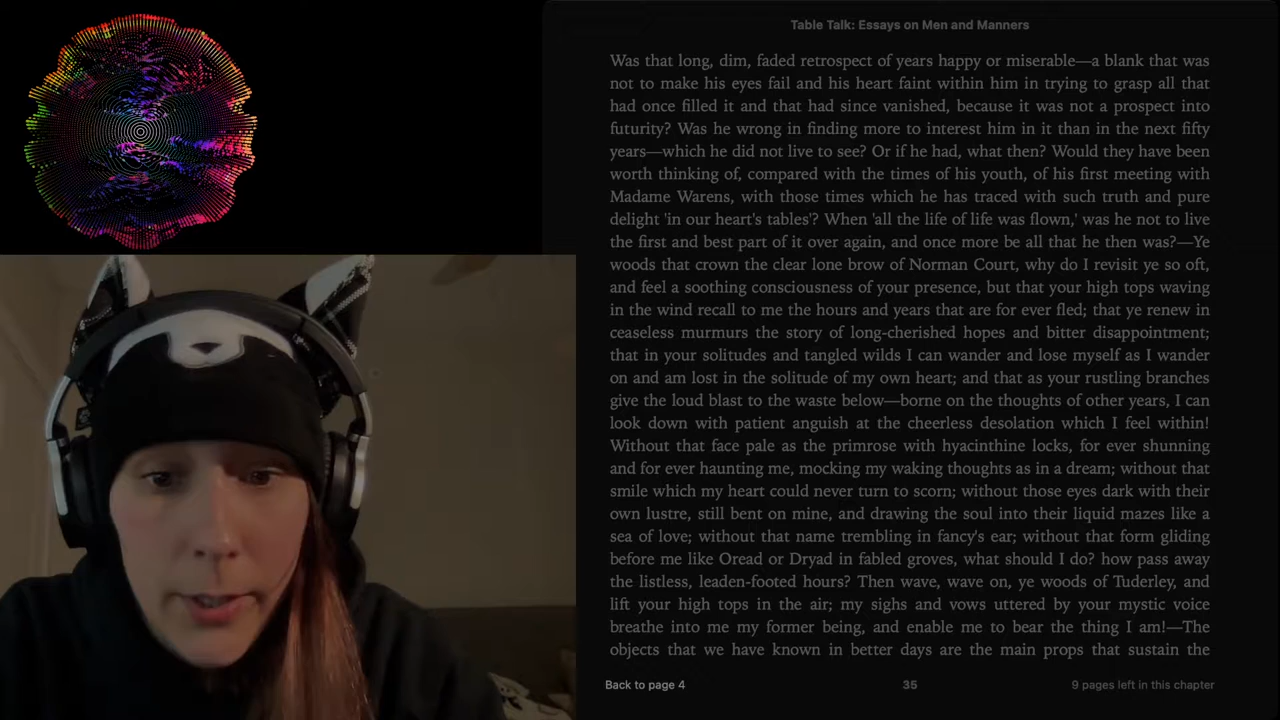 Table Talk: Essays on Men and Manners
Was that long, dim, faded retrospect of years happy or miserable—a blank that was
not to make his eyes fail and his heart faint within him in trying to grasp all that
had once filled it and that had since vanished, because it was not a prospect into
futurity? Was he wrong in finding more to interest him in it than in the next fifty
years—which he did not live to see? Or if he had, what then? Would they have been
worth thinking of, compared with the times of his youth, of his first meeting with
Madame Warens, with those times which he has traced with such truth and pure
delight 'in our heart's tables'? When 'all the life of life was flown,' was he not to live
the first and best part of it over again, and once more be all that he then was?—Ye
woods that crown the clear lone brow of Norman Court, why do I revisit ye so oft,
and feel a soothing consciousness of your presence, but that your high tops waving
in the wind recall to me the hours and years that are for ever fled; that ye renew in
ceaseless murmurs the story of long-cherished hopes and bitter disappointment;
that in your solitudes and tangled wilds I can wander and lose myself as I wander
on and am lost in the solitude of my own heart; and that as your rustling branches
give the loud blast to the waste below—borne on the thoughts of other years, I can
look down with patient anguish at the cheerless desolation which I feel within!
Without that face pale as the primrose with hyacinthine locks, for ever shunning
and for ever haunting me, mocking my waking thoughts as in a dream; without that
smile which my heart could never turn to scorn; without those eyes dark with their
own lustre, still bent on mine, and drawing the soul into their liquid mazes like a
sea of love; without that name trembling in fancy's ear; without that form gliding
before me like Oread or Dryad in fabled groves, what should I do? how pass away
the listless, leaden-footed hours? Then wave, wave on, ye woods of Tuderley, and
lift your high tops in the air; my sighs and vows uttered by your mystic voice
breathe into me my former being, and enable me to bear the thing I am!—The
objects that we have known in better days are the main props that sustain the
Back to page 4
35
9 pages left in this chapter